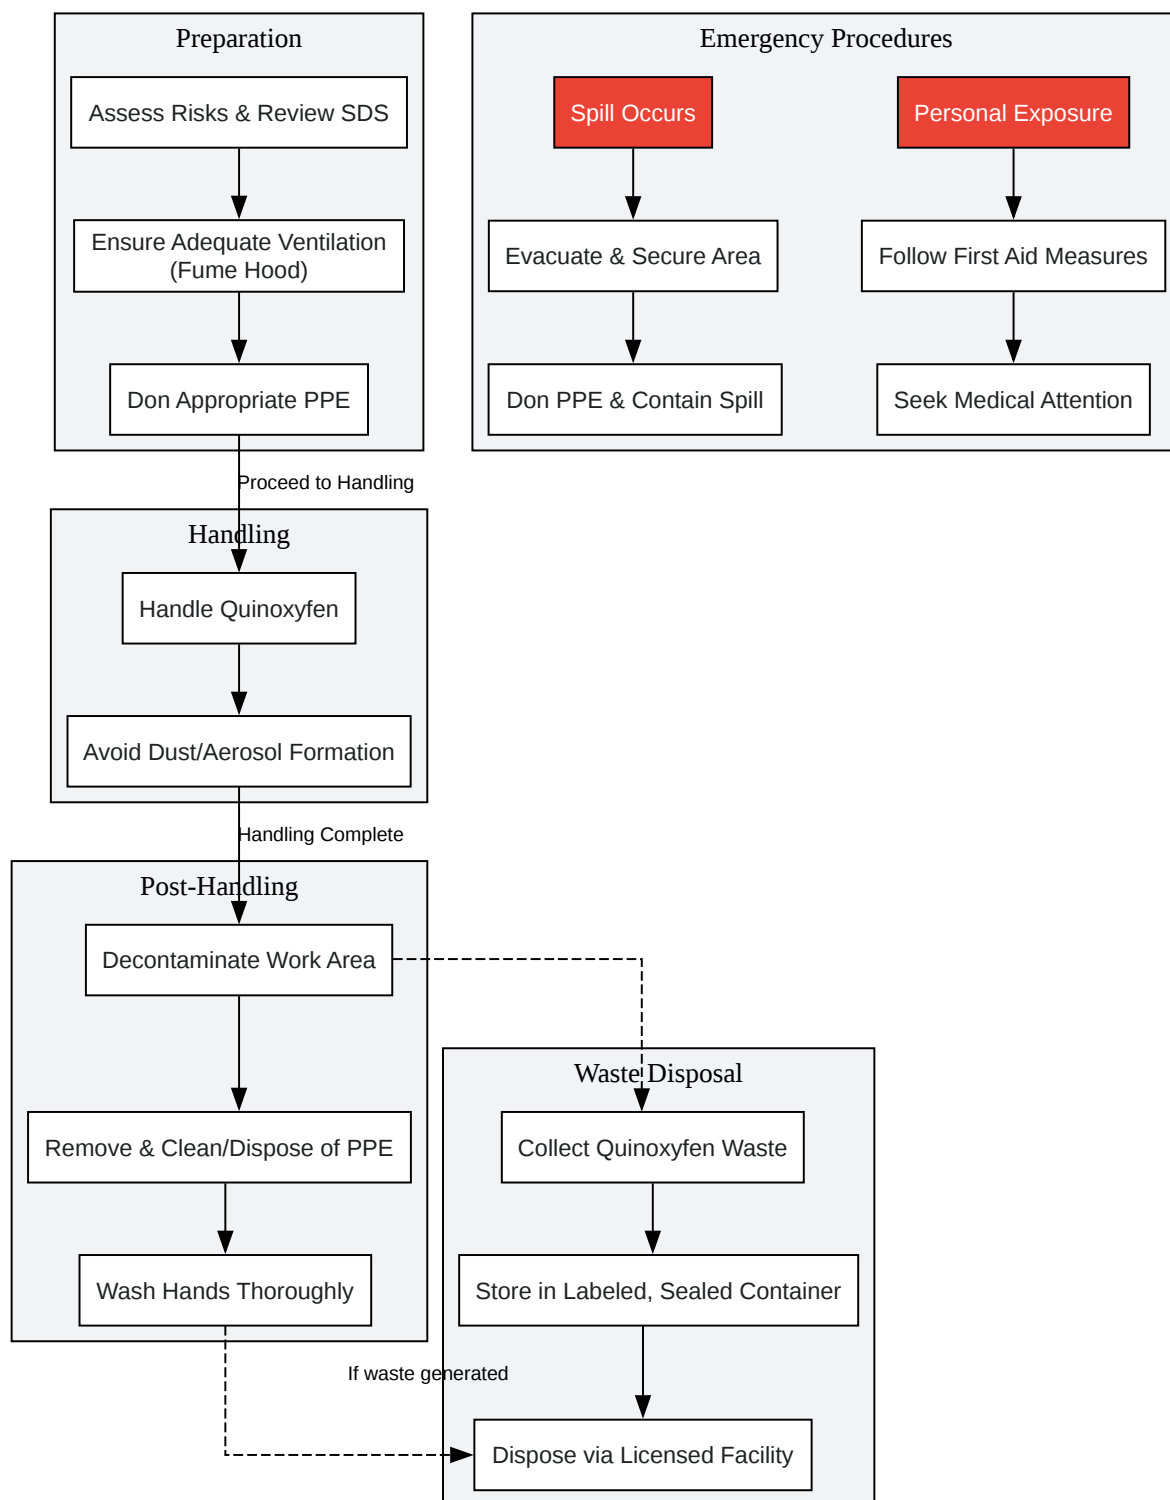 Preparation
Assess Risks & Review SDS
Ensure Adequate Ventilation
(Fume Hood)
Don Appropriate PPE
Emergency Procedures
Spill Occurs
Personal Exposure
Evacuate & Secure Area
Follow First Aid Measures
Don PPE & Contain Spill
Seek Medical Attention
Proceed to Handling
Handling
Handle Quinoxyfen
Avoid Dust/Aerosol Formation
Handling Complete
Post-Handling
Decontaminate Work Area
Remove & Clean/Dispose of PPE
Wash Hands Thoroughly
Waste Disposal
Collect Quinoxyfen Waste
Store in Labeled, Sealed Container
If waste generated
Dispose via Licensed Facility